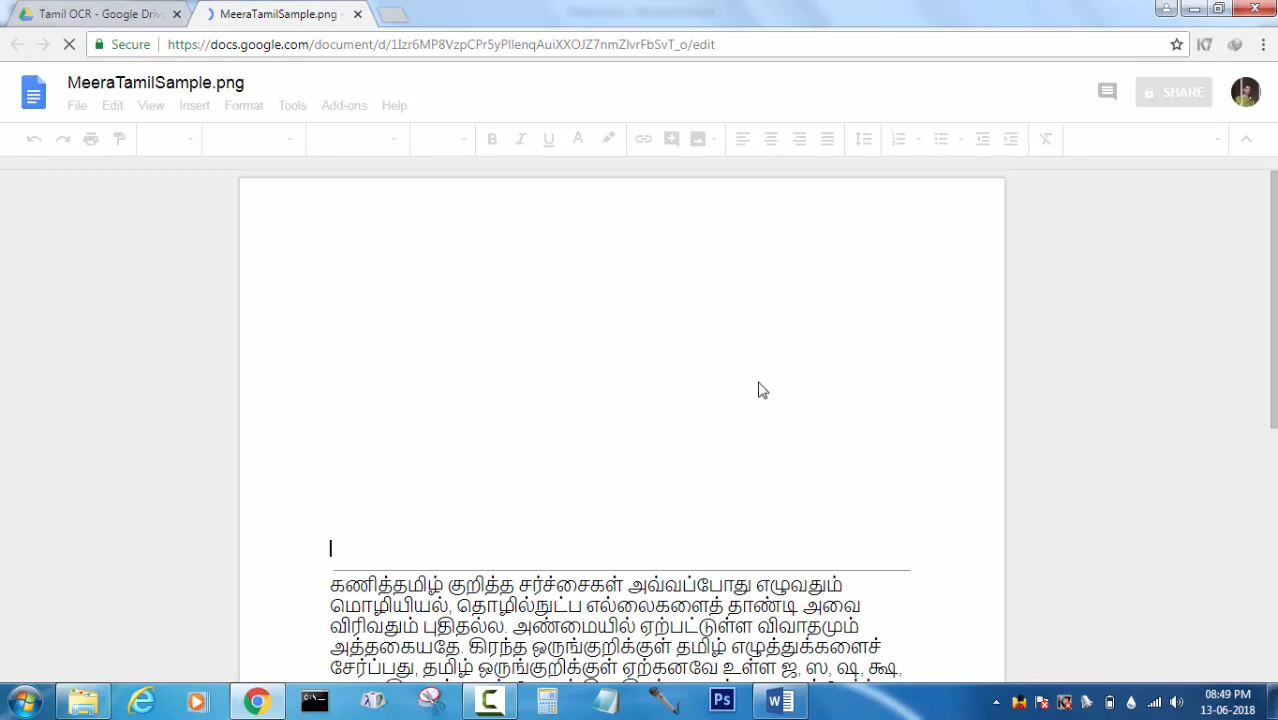 Tamil OCR - Google Driv
MeeraTamilSample.png -
Secure
https://docs.google.com/document/d/1Izr6MP8VzpCPr5yPIlenqAuiXXOJZ7nmZlvrFbSvT_o/edit
MeeraTamilSample.png
File Edit View Insert Format Tools Add-ons Help
SHARE
கணித்தமிழ் குறித்த சர்ச்சைகள் அவ்வப்போது எழுவதும்
மொழியியல், தொழில்நுட்ப எல்லைகளைத் தாண்டி அவை
விரிவதும் புதிதல்ல. அண்மையில் ஏற்பட்டுள்ள விவாதமும்
அத்தகையதே. கிரந்த ஒருங்குறிக்குள் தமிழ் எழுத்துக்களைச்
சேர்ப்பது, தமிழ் ஒருங்குறிக்குள் ஏற்கனவே உள்ள ஜ, ஸ, ஷ, க்ஷ,
08:49 PM
13-06-2018